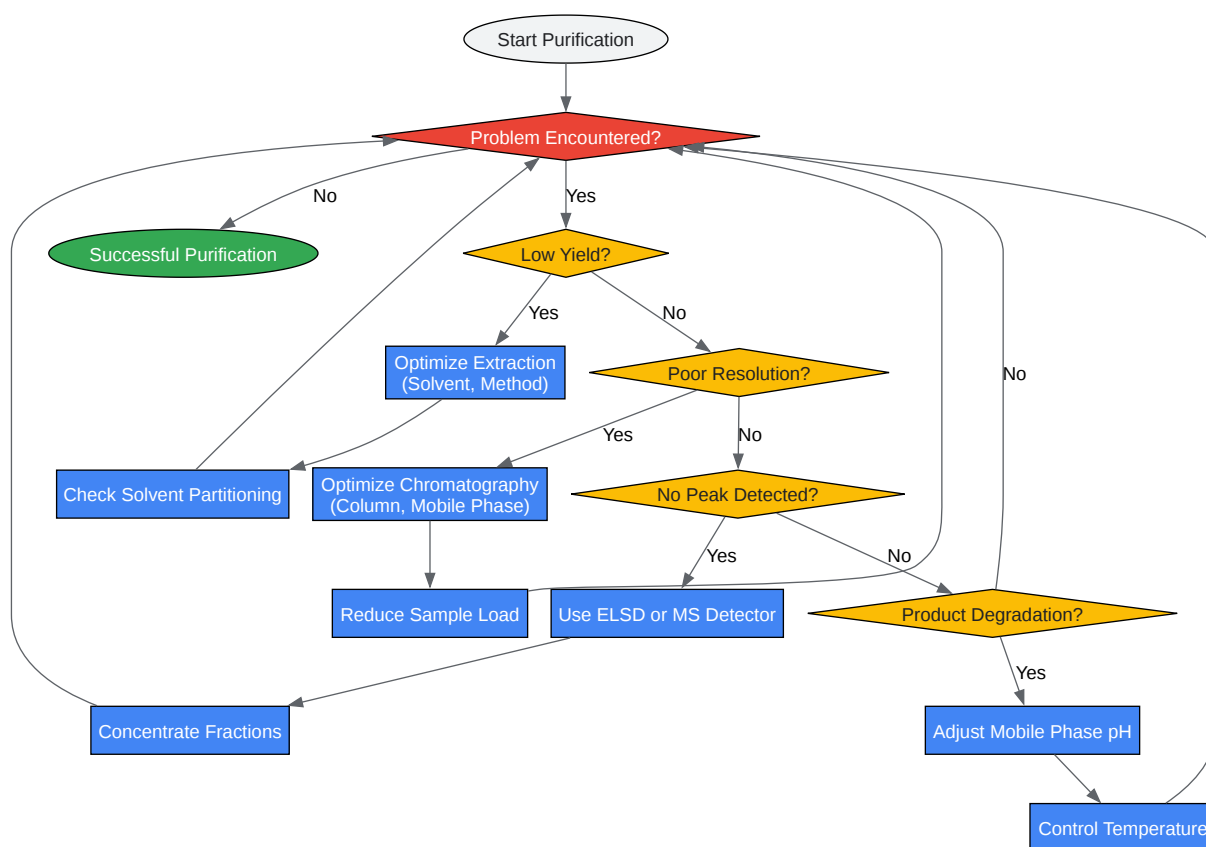 Start Purification
Problem Encountered?
No
Yes
Successful Purification
Low Yield?
Yes
No
Optimize Extraction
(Solvent, Method)
Poor Resolution?
No
Yes
No
Check Solvent Partitioning
Optimize Chromatography
(Column, Mobile Phase)
No Peak Detected?
Yes
No
Reduce Sample Load
Use ELSD or MS Detector
Product Degradation?
Yes
Concentrate Fractions
Adjust Mobile Phase pH
Control Temperature